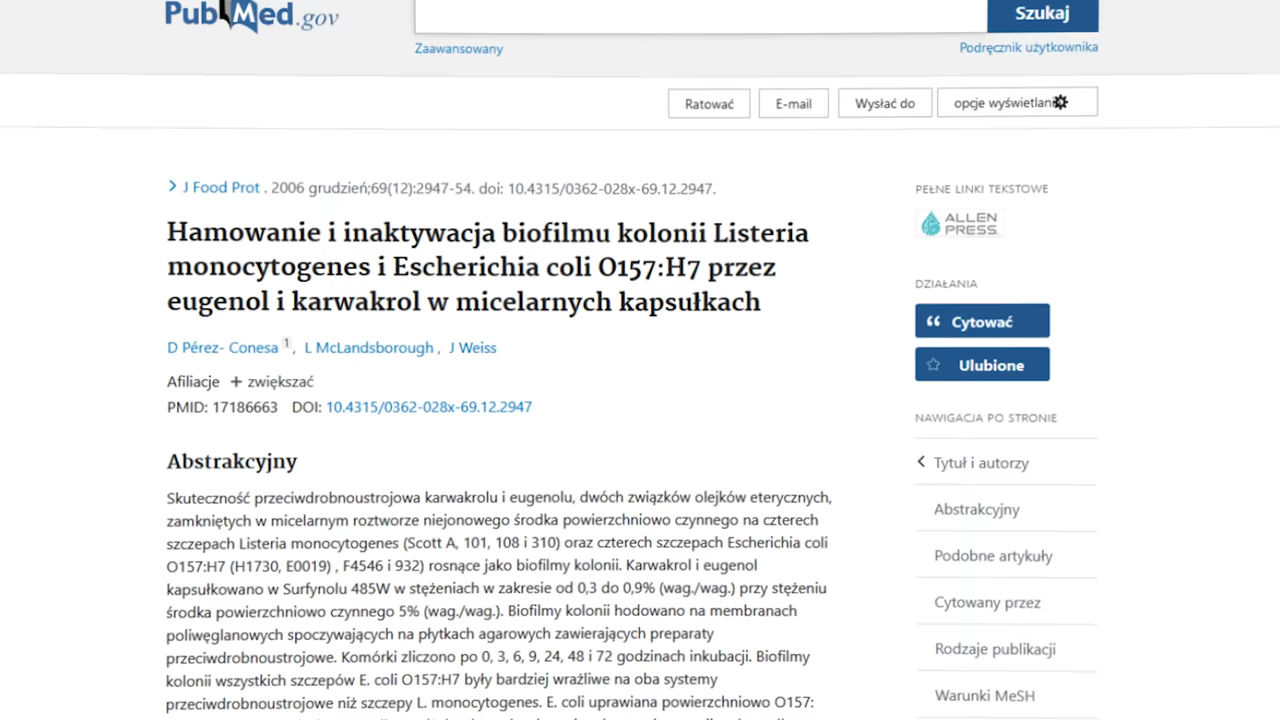 PubMed.gov
Szukaj
Zaawansowany
Podręcznik użytkownika
Ratować
E-mail
Wysłać do
opcje wyświetlani
J Food Prot . 2006 grudzień;69(12):2947-54. doi: 10.4315/0362-028x-69.12.2947.
Hamowanie i inaktywacja biofilmu kolonii Listeria
monocytogenes i Escherichia coli O157:H7 przez
eugenol i karwakrol w micelarnych kapsułkach
D Pérez- Conesa 1 , L McLandsborough , J Weiss
Afiliacje + zwiększać
PMID: 17186663 DOI: 10.4315/0362-028x-69.12.2947
Abstrakcyjny
Skuteczność przeciwdrobnoustrojowa karwakrolu i eugenolu, dwóch związków olejków eterycznych,
zamkniętych w micelarnym roztworze niejonowego środka powierzchniowo czynnego na czterech
szczepach Listeria monocytogenes (Scott A, 101, 108 i 310) oraz czterech szczepach Escherichia coli
O157:H7 (H1730, E0019) , F4546 i 932) rosnące jako biofilmy kolonii. Karwakrol i eugenol
kapsułkowano w Surfynolu 485W w stężeniach w zakresie od 0,3 do 0,9% (wag./wag.) przy stężeniu
środka powierzchniowo czynnego 5% (wag./wag.). Biofilmy kolonii hodowano na membranach
poliwęglanowych spoczywających na płytkach agarowych zawierających preparaty
przeciwdrobnoustrojowe. Komórki zliczono po 0, 3, 6, 9, 24, 48 i 72 godzinach inkubacji. Biofilmy
kolonii wszystkich szczepów E. coli O157:H7 były bardziej wrażliwe na oba systemy
przeciwdrobnoustrojowe niż szczepy L. monocytogenes. E. coli uprawiana powierzchniowo O157:
PEŁNE LINKI TEKSTOWE
ALLEN
PRESS
DZIAŁANIA
Cytować
Ulubione
NAWIGACJA PO STRONIE
Tytuł i autorzy
Abstrakcyjny
Podobne artykuły
Cytowany przez
Rodzaje publikacji
Warunki MeSH